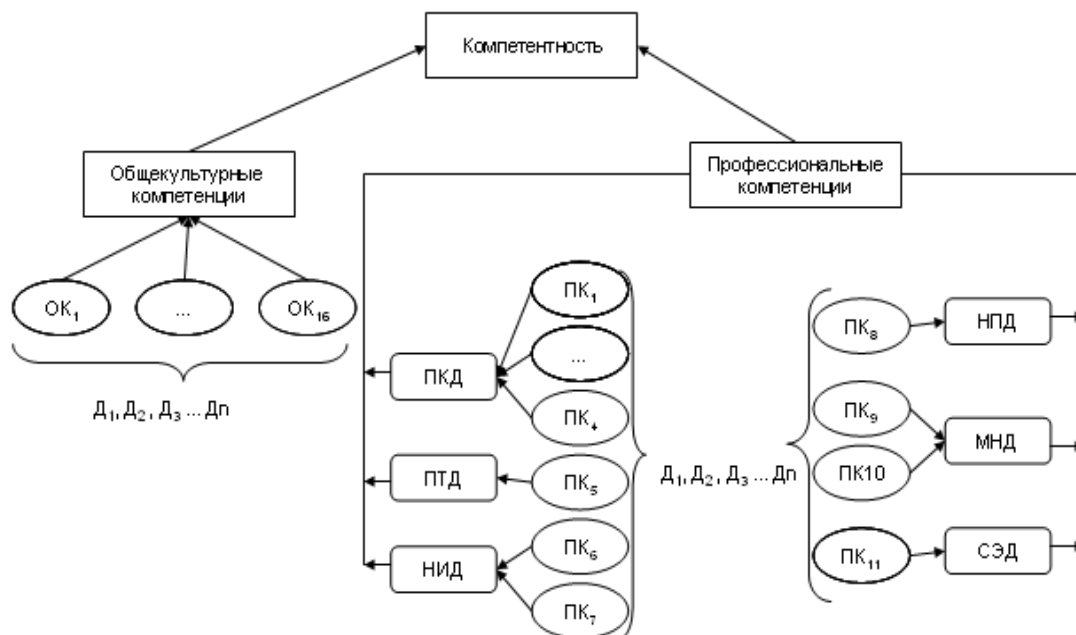 Компетентность
Общекультурные
компетенции
Профессиональные
компетенции
ОК₁
...
ОК₁₆
Д₁, Д₂, Д₃ ... Дn
ПКД
ПТД
НИД
ПК₁
...
ПК₄
ПК₅
ПК₆
ПК₇
Д₁, Д₂, Д₃ ... Дn
ПК₈
ПК₉
ПК10
ПК₁₁
НПД
МНД
СЭД